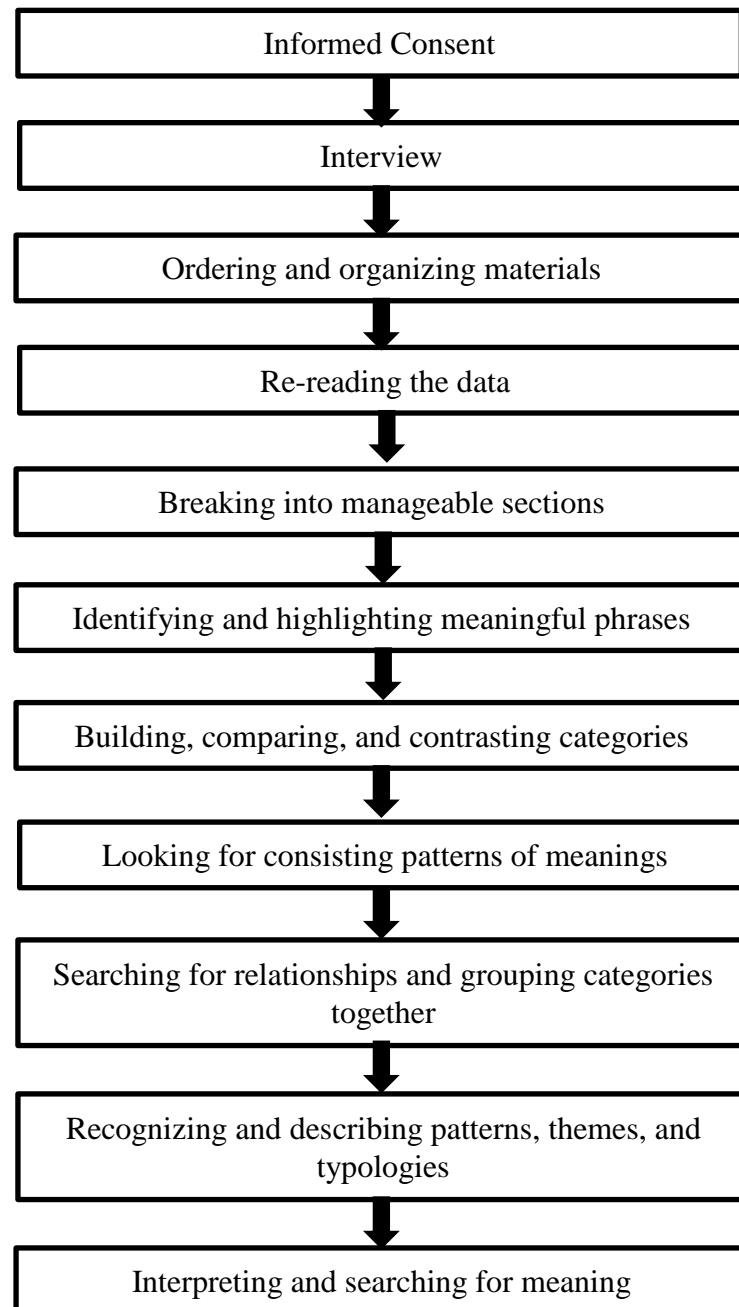 Informed Consent
Interview
Ordering and organizing materials
Re-reading the data
Breaking into manageable sections
Identifying and highlighting meaningful phrases
Building, comparing, and contrasting categories
Looking for consisting patterns of meanings
Searching for relationships and grouping categories
together
Recognizing and describing patterns, themes, and
typologies
Interpreting and searching for meaning